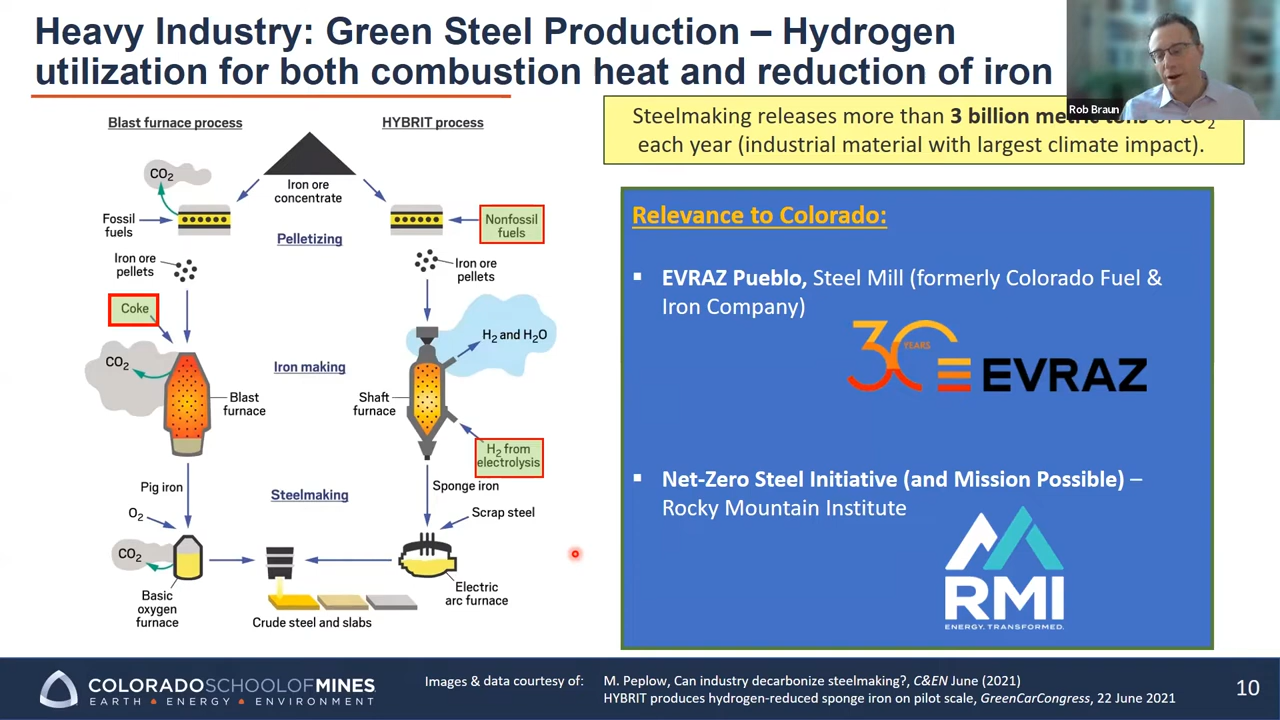 Heavy Industry: Green Steel Production – Hydrogen
utilization for both combustion heat and reduction of iron
Rob Braun
Blast furnace process
HYBRIT process
CO2
Iron ore
concentrate
Fossil
fuels
Nonfossil
fuels
Pelletizing
Iron ore
pellets
Iron ore
pellets
Coke
H2 and H2O
CO2
Iron making
Blast
furnace
Shaft
furnace
H2 from
electrolysis
Pig iron
Steelmaking
Sponge iron
O2
Scrap steel
CO2
Basic
oxygen
furnace
Electric
arc furnace
Crude steel and slabs
Steelmaking releases more than 3 billion metric tons of CO2
each year (industrial material with largest climate impact).
Relevance to Colorado:
▪ EVRAZ Pueblo, Steel Mill (formerly Colorado Fuel &
Iron Company)
30
YEARS
EVRAZ
▪ Net-Zero Steel Initiative (and Mission Possible) –
Rocky Mountain Institute
RMI
ENERGY. TRANSFORMED.
COLORADOSCHOOLOFMINES
EARTH • ENERGY • ENVIRONMENT
Images & data courtesy of:
M. Peplow, Can industry decarbonize steelmaking?, C&EN June (2021)
HYBRIT produces hydrogen-reduced sponge iron on pilot scale, GreenCarCongress, 22 June 2021
10